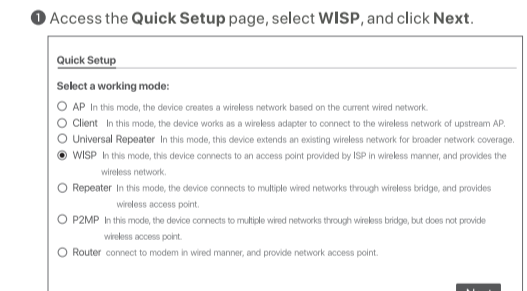 1 Access the Quick Setup page, select WISP, and click Next.
Quick Setup
Select a working mode:
AP In this mode, the device creates a wireless network based on the current wired network.
Client In this mode, the device works as a wireless adapter to connect to the wireless network of upstream AP.
Universal Repeater In this mode, this device extends an existing wireless network for broader network coverage.
WISP In this mode, this device connects to an access point provided by ISP in wireless manner, and provides the
wireless network.
Repeater In this mode, the device connects to multiple wired networks through wireless bridge, and provides
wireless access point.
P2MP In this mode, the device connects to multiple wired networks through wireless bridge, but does not provide
wireless access point.
Router connect to modem in wired manner, and provide network access point.